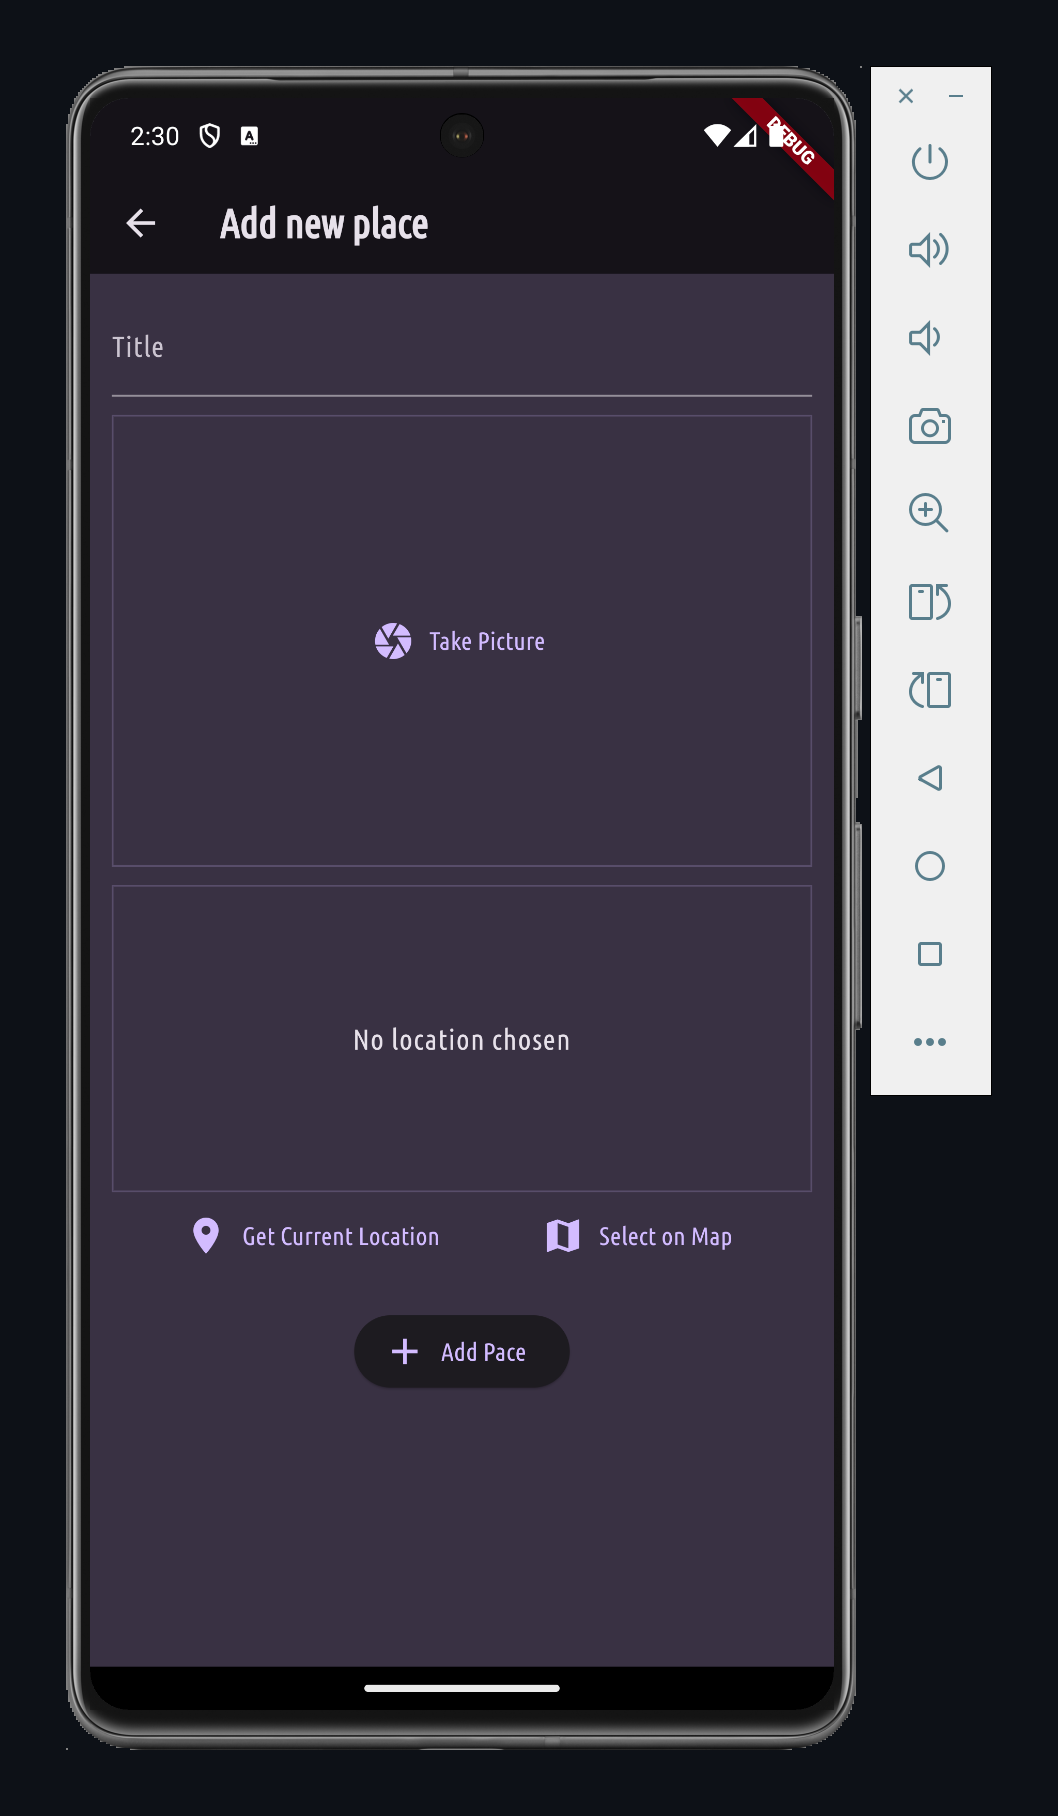 2:30
A
DEBUG
Add new place
Title
Take Picture
No location chosen
Get Current Location
Select on Map
Add Pace